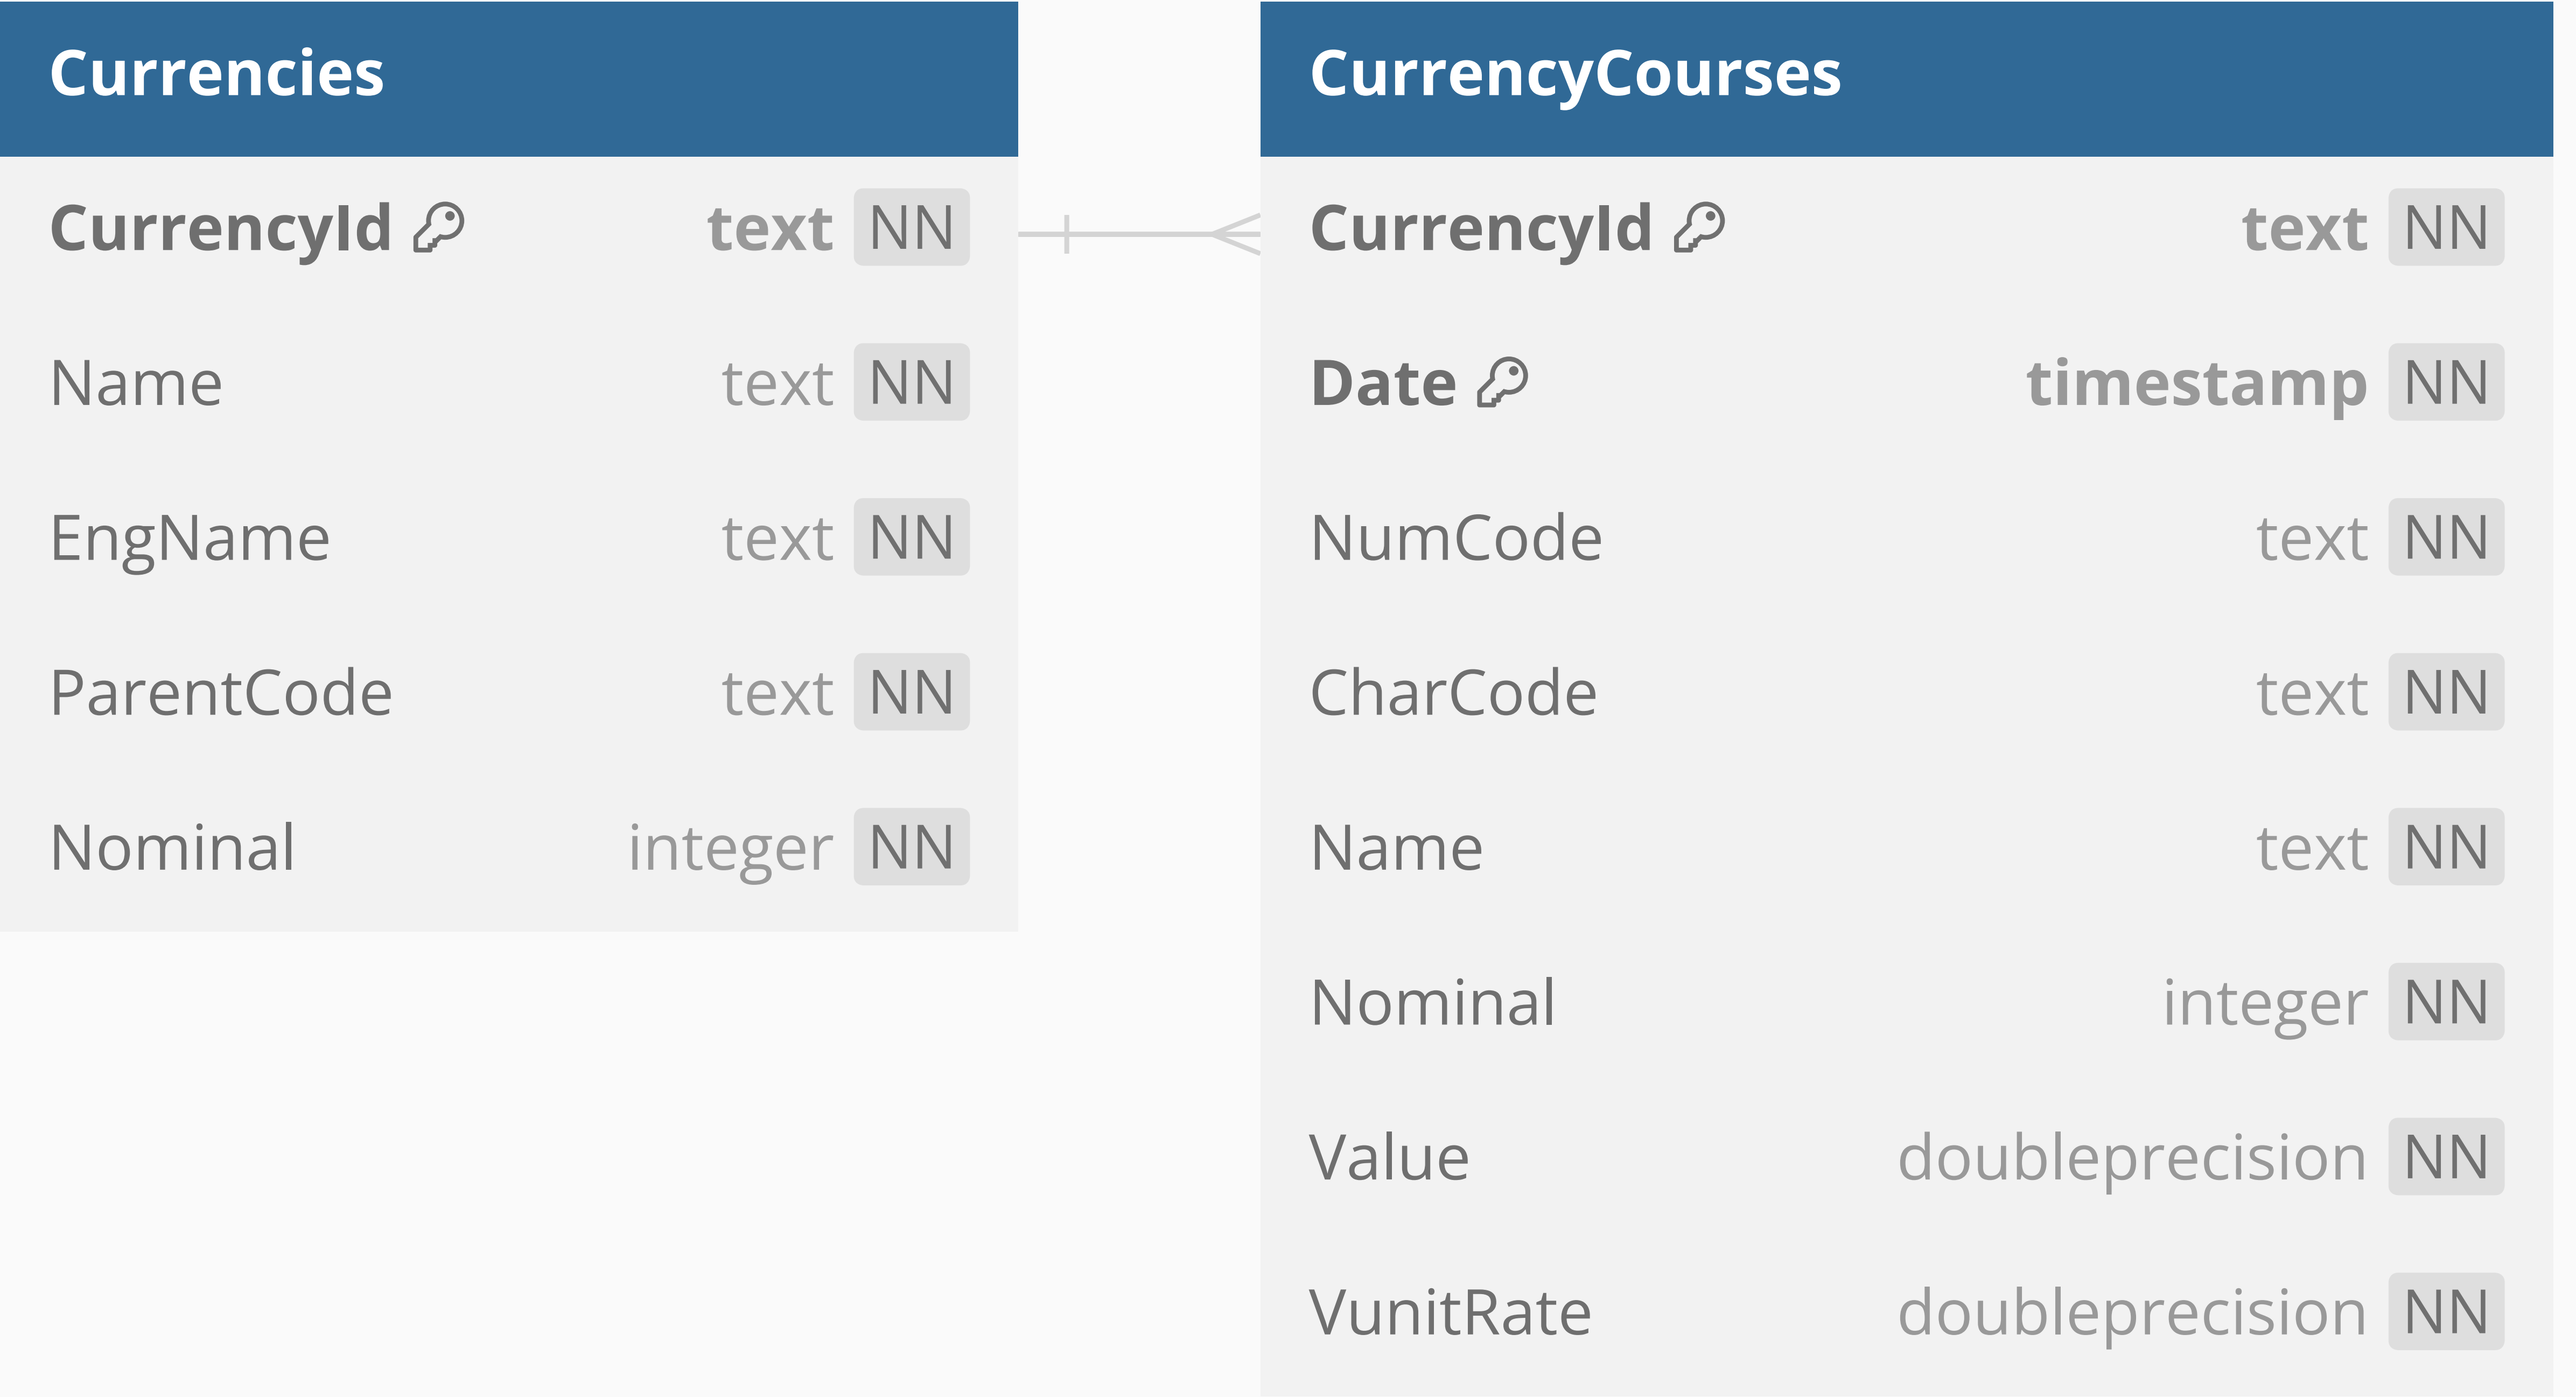 Currencies
CurrencyId text NN
Name text NN
EngName text NN
ParentCode text NN
Nominal integer NN
CurrencyCourses
CurrencyId text NN
Date timestamp NN
NumCode text NN
CharCode text NN
Name text NN
Nominal integer NN
Value doubleprecision NN
VunitRate doubleprecision NN